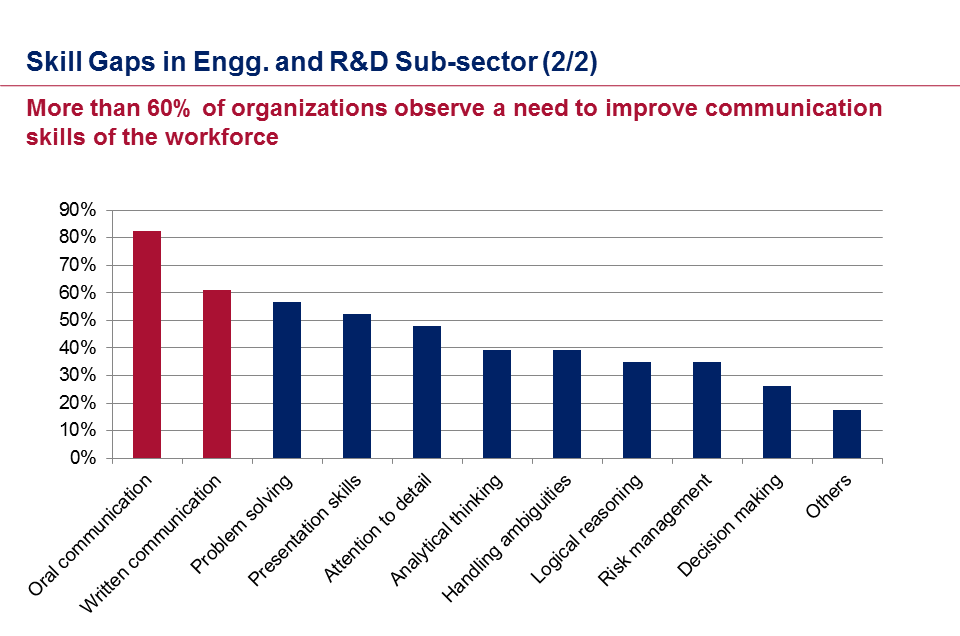 Skill Gaps in Engg. and R&D Sub-sector (2/2)
More than 60% of organizations observe a need to improve communication
skills of the workforce
90%
80%
70%
60%
50%
40%
30%
20%
10%
0%
Oral communication
Written communication
Problem solving
Presentation skills
Attention to detail
Analytical thinking
Handling ambiguities
Logical reasoning
Risk management
Decision making
Others